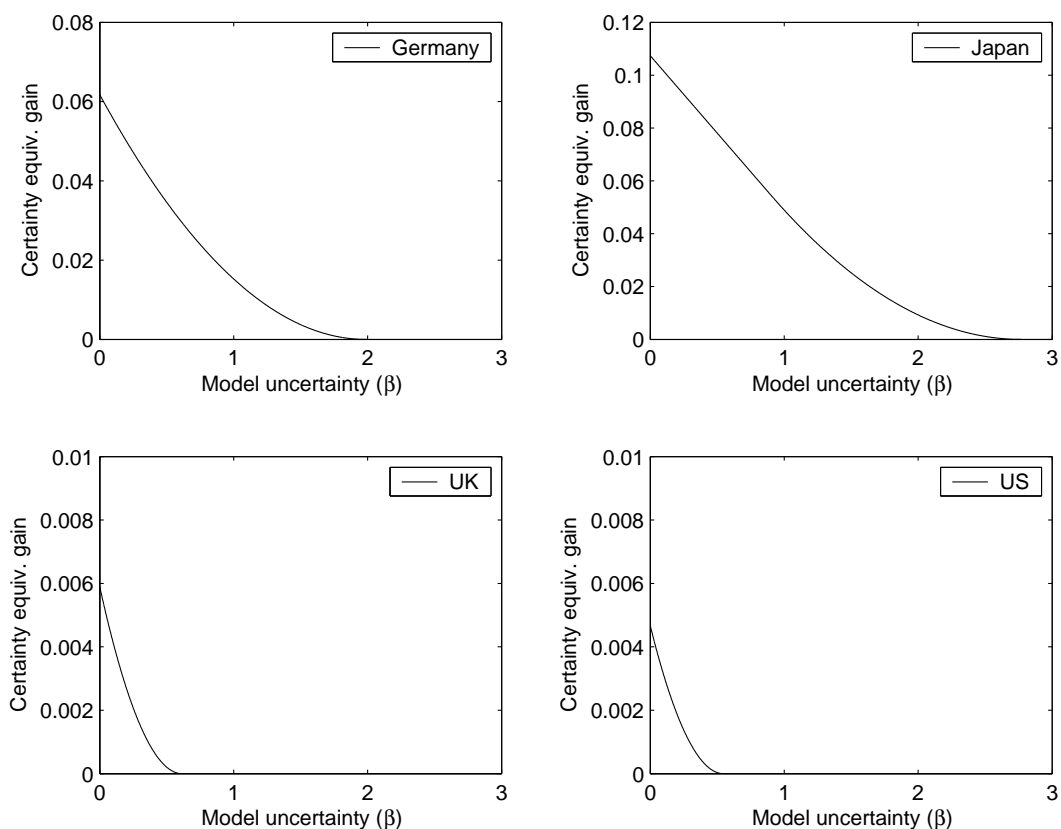 0.08
0.06
0.04
0.02
0
Certainty equiv. gain
Germany
0 1 2 3
Model uncertainty (β)
0.12
0.1
0.08
0.06
0.04
0.02
0
Certainty equiv. gain
Japan
0 1 2 3
Model uncertainty (β)
0.01
0.008
0.006
0.004
0.002
0
Certainty equiv. gain
UK
0 1 2 3
Model uncertainty (β)
0.01
0.008
0.006
0.004
0.002
0
Certainty equiv. gain
US
0 1 2 3
Model uncertainty (β)